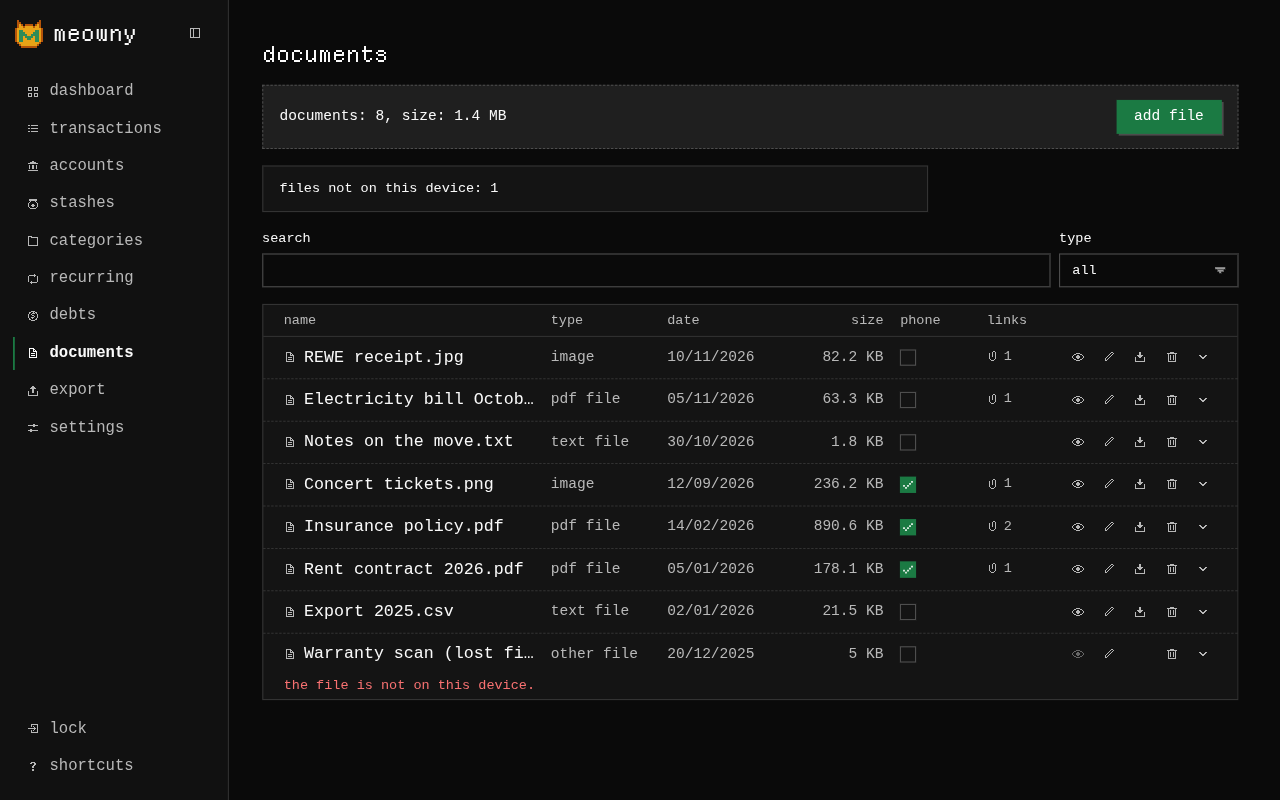 meowny
dashboard
transactions
accounts
stashes
categories
recurring
debts
documents
export
settings
lock
? shortcuts
documents
documents: 8, size: 1.4 MB
add file
files not on this device: 1
search
type
all
name type date size phone links
REWE receipt.jpg image 10/11/2026 82.2 KB 1
Electricity bill Octob… pdf file 05/11/2026 63.3 KB 1
Notes on the move.txt text file 30/10/2026 1.8 KB
Concert tickets.png image 12/09/2026 236.2 KB 1
Insurance policy.pdf pdf file 14/02/2026 890.6 KB 2
Rent contract 2026.pdf pdf file 05/01/2026 178.1 KB 1
Export 2025.csv text file 02/01/2026 21.5 KB
Warranty scan (lost fi… other file 20/12/2025 5 KB
the file is not on this device.